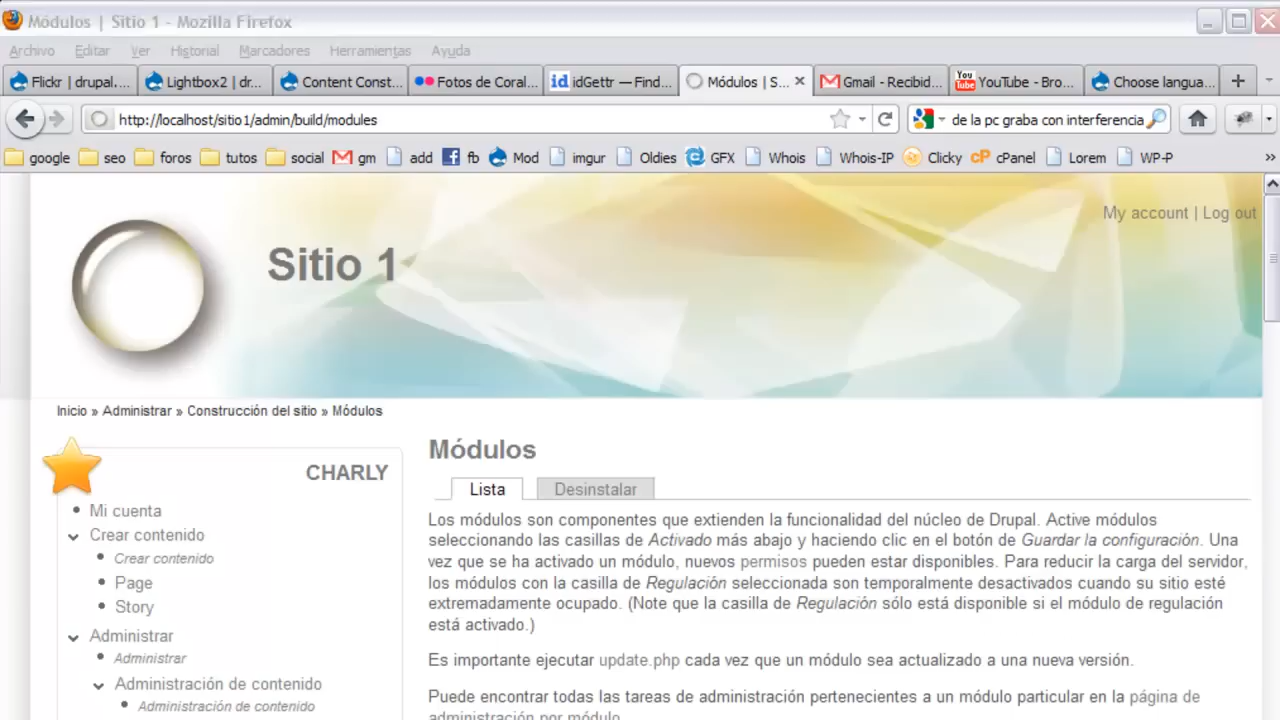 Módulos | Sitio 1 - Mozilla Firefox
Archivo Editar Ver Historial Marcadores Herramientas Ayuda
Flickr | drupal.... Lightbox2 | dr... Content Const... Fotos de Coral... id idGettr — Find... Módulos | S... Gmail - Recibid... You Tube YouTube - Bro... Choose langua...
http://localhost/sitio1/admin/build/modules de la pc graba con interferencia
google seo foros tutos social gm add fb Mod imgur Oldies GFX Whois Whois-IP Clicky cP cPanel Lorem WP-P »
My account | Log out
Sitio 1
Inicio » Administrar » Construcción del sitio » Módulos
CHARLY
Mi cuenta
Crear contenido
Crear contenido
Page
Story
Administrar
Administrar
Administración de contenido
Administración de contenido
Módulos
Lista Desinstalar
Los módulos son componentes que extienden la funcionalidad del núcleo de Drupal. Active módulos
seleccionando las casillas de Activado más abajo y haciendo clic en el botón de Guardar la configuración. Una
vez que se ha activado un módulo, nuevos permisos pueden estar disponibles. Para reducir la carga del servidor,
los módulos con la casilla de Regulación seleccionada son temporalmente desactivados cuando su sitio esté
extremadamente ocupado. (Note que la casilla de Regulación sólo está disponible si el módulo de regulación
está activado.)
Es importante ejecutar update.php cada vez que un módulo sea actualizado a una nueva versión.
Puede encontrar todas las tareas de administración pertenecientes a un módulo particular en la página de
administración por módulo.